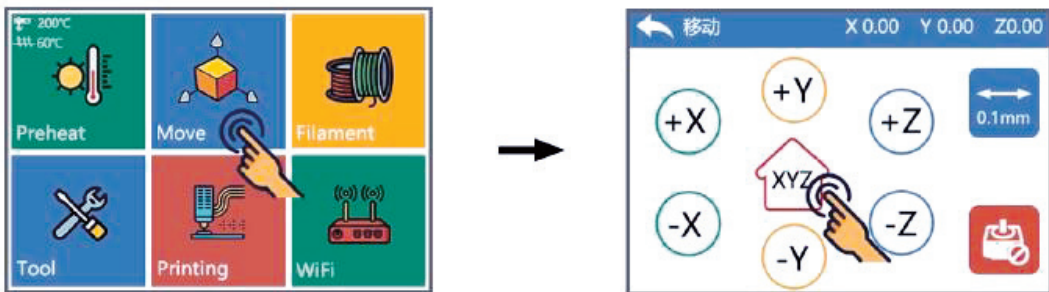 200℃
60℃
Preheat
Move
Filament
Tool
Printing
WiFi
移动 X 0.00 Y 0.00 Z0.00
+X
+Y
+Z
0.1mm
XYZ
-X
-Y
-Z